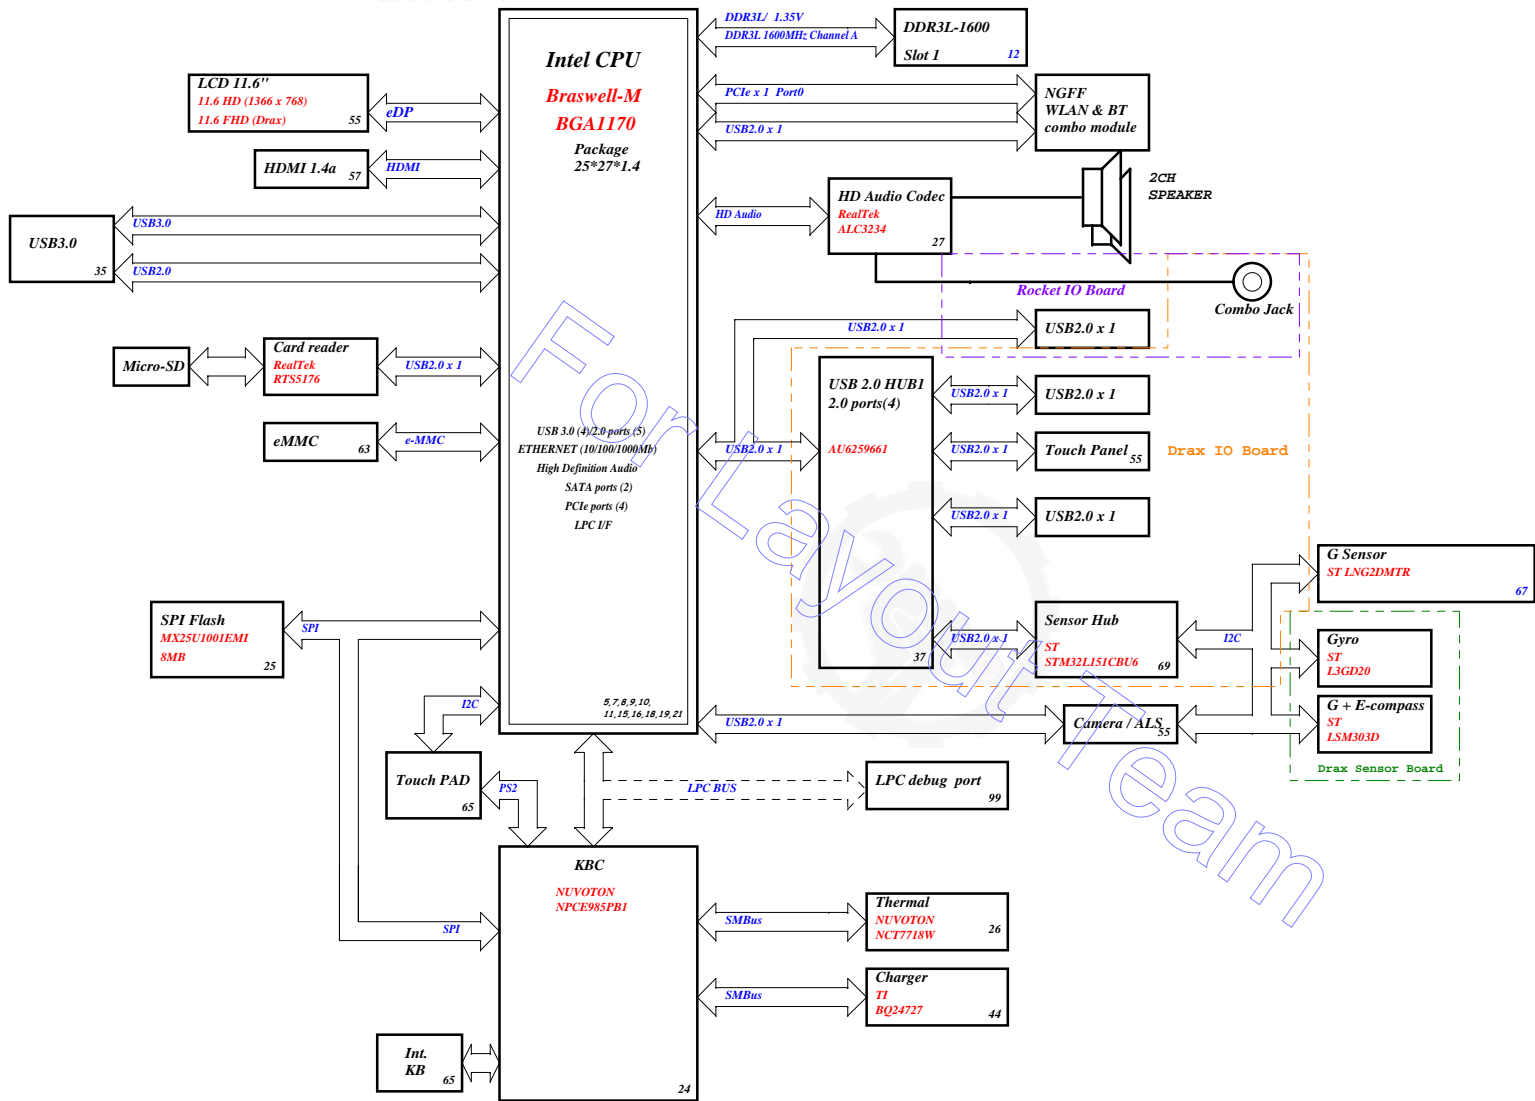 DDR3L/ 1.35V
DDR3L 1600MHz Channel A
DDR3L-1600
Slot 1
12
Intel CPU
Braswell-M
BGA1170
Package
25*27*1.4
LCD 11.6"
11.6 HD (1366 x 768)
11.6 FHD (Drax)
55
eDP
PCIe x 1 Port0
USB2.0 x 1
NGFF
WLAN & BT
combo module
HDMI 1.4a
57
HDMI
2CH
SPEAKER
HD Audio
HD Audio Codec
RealTek
ALC3234
27
USB3.0
35
USB3.0
USB2.0
Rocket IO Board
Combo Jack
USB2.0 x 1
USB2.0 x 1
Micro-SD
Card reader
RealTek
RTS5176
USB2.0 x 1
USB 2.0 HUB1
2.0 ports(4)
AU6259661
37
USB2.0 x 1
USB2.0 x 1
eMMC
63
e-MMC
USB 3.0 (4)/2.0 ports (5)
ETHERNET (10/100/1000Mb)
High Definition Audio
SATA ports (2)
PCIe ports (4)
LPC I/F
USB2.0 x 1
USB2.0 x 1
Touch Panel
55
Drax IO Board
USB2.0 x 1
USB2.0 x 1
G Sensor
ST LNG2DMTR
67
SPI Flash
MX25U1001EMI
8MB
25
SPI
USB2.0 x 1
Sensor Hub
ST
STM32L151CBU6
69
I2C
Gyro
ST
L3GD20
G + E-compass
ST
LSM303D
Drax Sensor Board
5,7,8,9,10,
11,15,16,18,19,21
I2C
USB2.0 x 1
Camera / ALS
55
Touch PAD
65
PS2
LPC BUS
LPC debug port
99
KBC
NUVOTON
NPCE985PB1
24
SPI
SMBus
Thermal
NUVOTON
NCT7718W
26
SMBus
Charger
TI
BQ24727
44
Int.
KB
65
For Layout Team